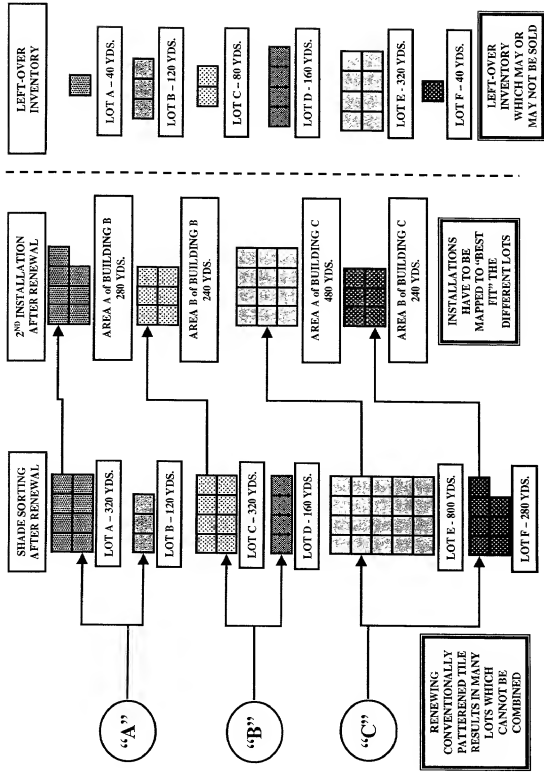 SHADE SORTING
AFTER RENEWAL
2ND INSTALLATION
AFTER RENEWAL
LEFT-OVER
INVENTORY
"A"
LOT A – 320 YDS.
LOT B – 120 YDS.
AREA A of BUILDING B
280 YDS.
LOT A – 40 YDS.
LOT B – 120 YDS.
"B"
LOT C – 320 YDS.
LOT D - 160 YDS.
AREA B of BUILDING B
240 YDS.
LOT C – 80 YDS.
LOT D - 160 YDS.
"C"
LOT E - 800 YDS.
LOT F – 280 YDS.
AREA A of BUILDING C
480 YDS.
AREA B of BUILDING C
240 YDS.
LOT E - 320 YDS.
LOT F – 40 YDS.
RENEWING
CONVENTIONALLY
PATTERENED TILE
RESULTS IN MANY
LOTS WHICH
CANNOT BE
COMBINED
INSTALLATIONS
HAVE TO BE
MAPPED TO "BEST
FIT" THE
DIFFERENT LOTS
LEFT-OVER
INVENTORY
WHICH MAY OR
MAY NOT BE SOLD